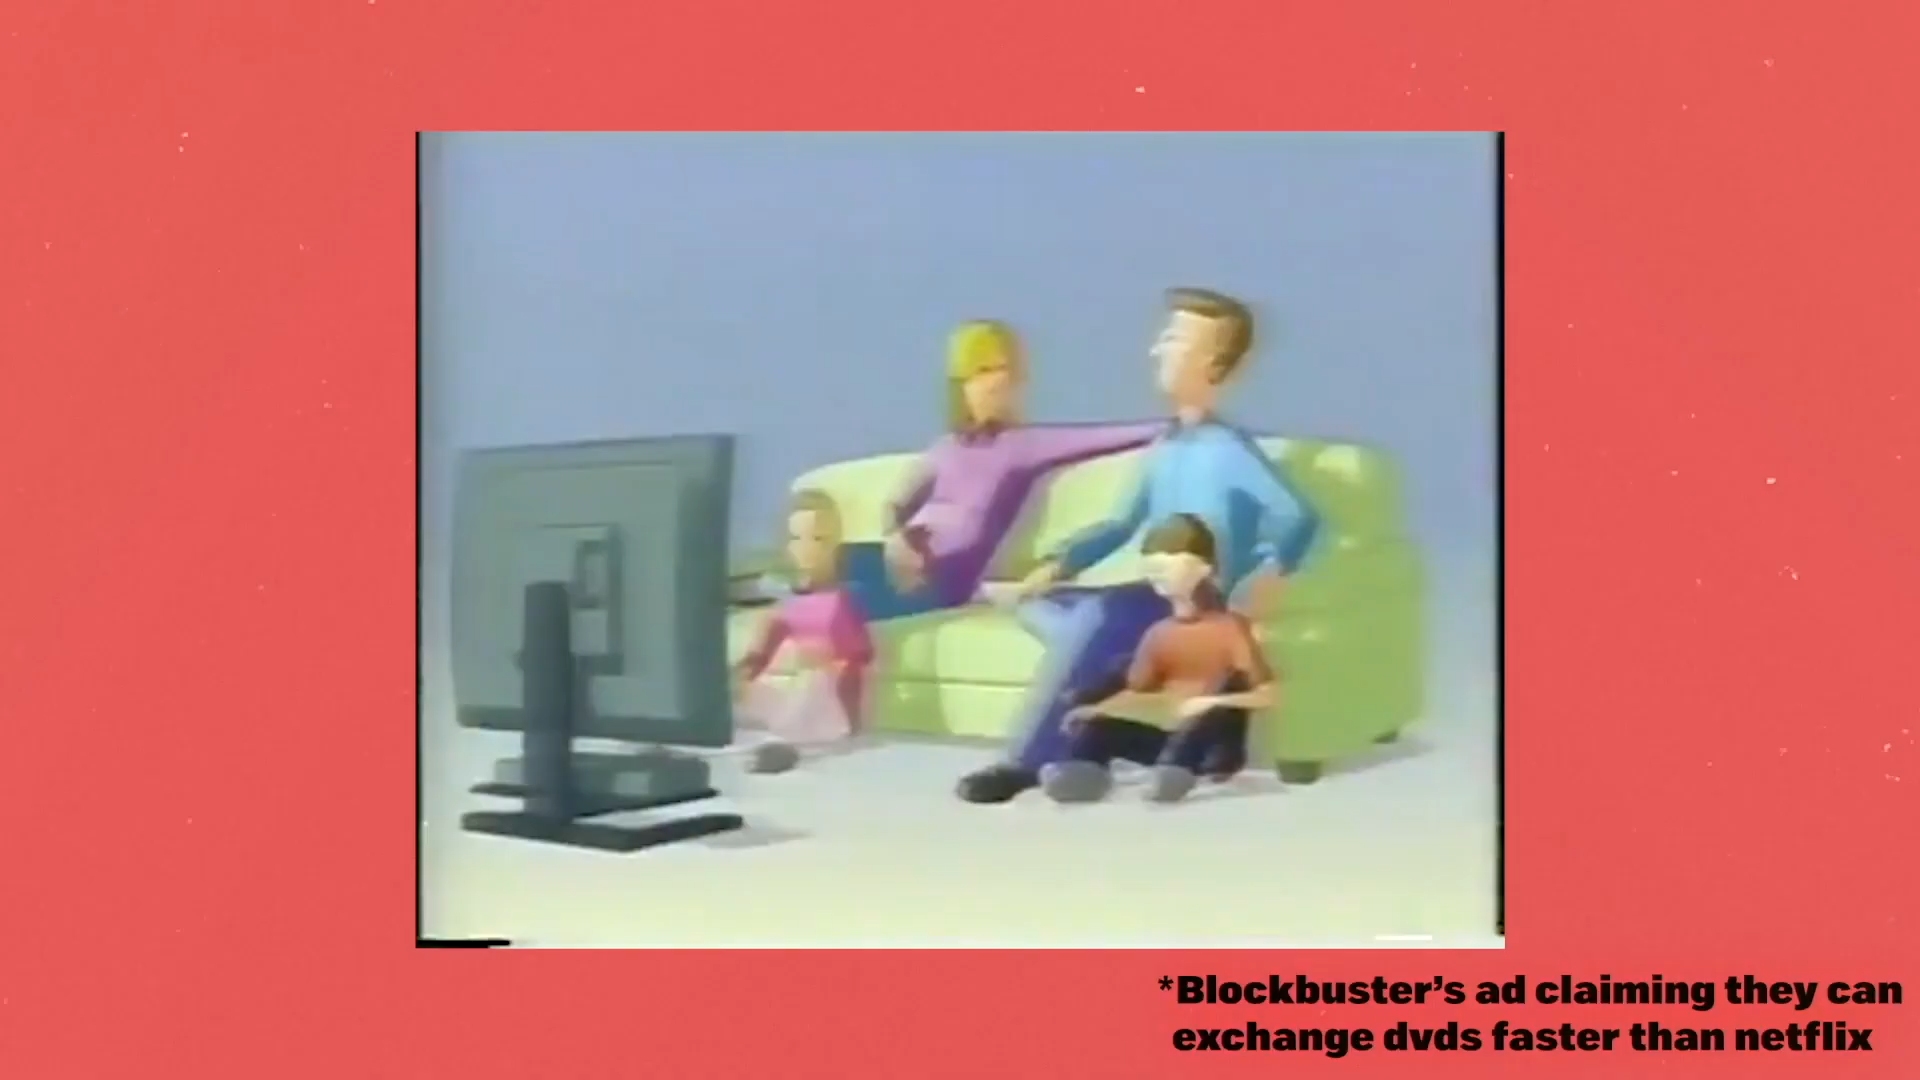 *Blockbuster’s ad claiming they can
exchange dvds faster than netflix